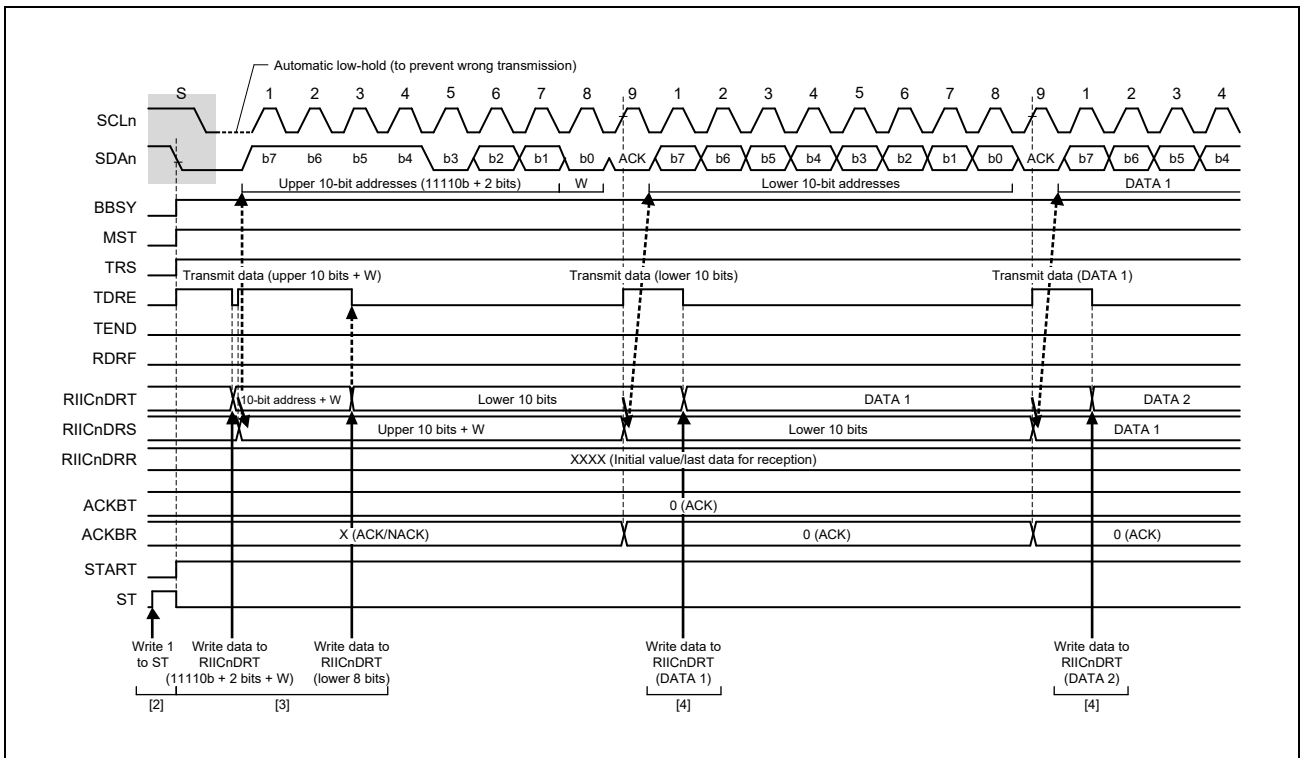 Automatic low-hold (to prevent wrong transmission)
S 1 2 3 4 5 6 7 8 9 1 2 3 4 5 6 7 8 9 1 2 3 4
SCLn
SDAn b7 b6 b5 b4 b3 b2 b1 b0 ACK b7 b6 b5 b4 b3 b2 b1 b0 ACK b7 b6 b5 b4
Upper 10-bit addresses (11110b + 2 bits) W Lower 10-bit addresses DATA 1
BBSY
MST
TRS
Transmit data (upper 10 bits + W) Transmit data (lower 10 bits) Transmit data (DATA 1)
TDRE
TEND
RDRF
RIICnDRT 10-bit address + W Lower 10 bits DATA 1 DATA 2
RIICnDRS Upper 10 bits + W Lower 10 bits DATA 1
RIICnDRR XXXX (Initial value/last data for reception)
ACKBT 0 (ACK)
ACKBR X (ACK/NACK) 0 (ACK) 0 (ACK)
START
ST
Write 1 Write data to Write data to Write data to Write data to
to ST RIICnDRT RIICnDRT RIICnDRT RIICnDRT
(11110b + 2 bits + W) (lower 8 bits) (DATA 1) (DATA 2)
[2] [3] [4] [4]